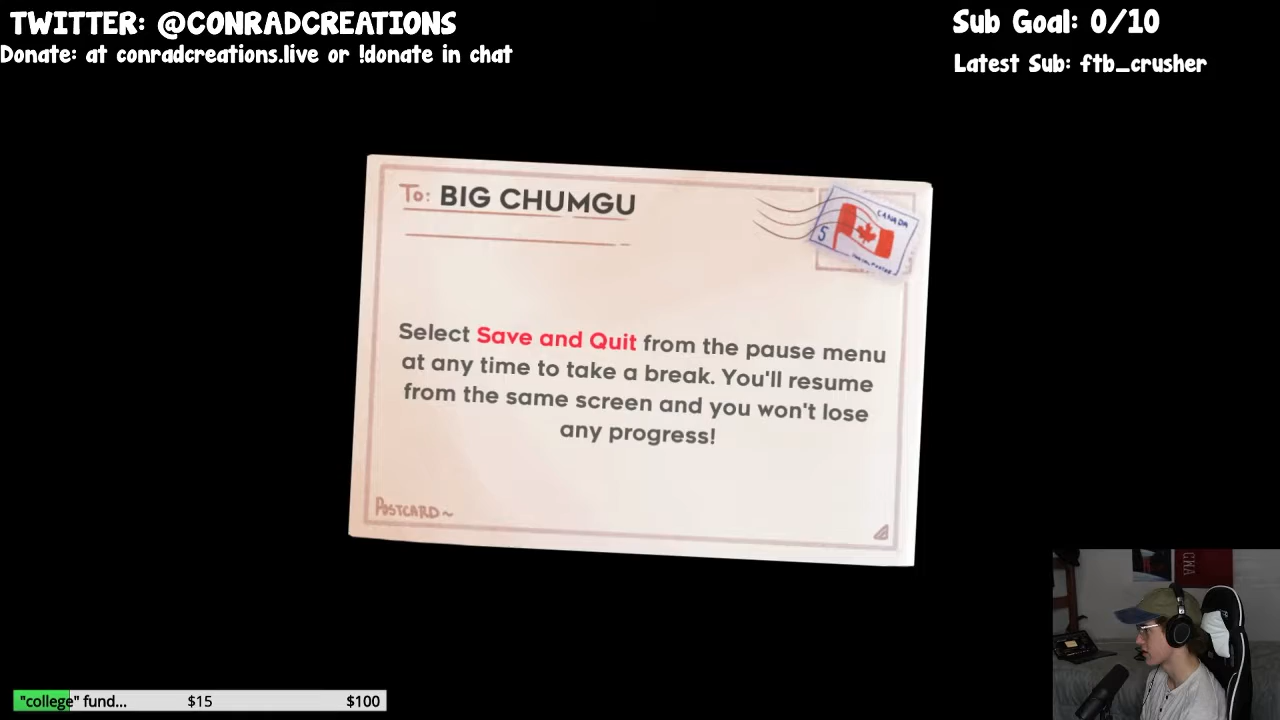 TWITTER: @CONRADCREATIONS
Donate: at conradcreations.live or !donate in chat
Sub Goal: 0/10
Latest Sub: ftb_crusher
To: BIG CHUMGU
CANADA
5
Select Save and Quit from the pause menu
at any time to take a break. You'll resume
from the same screen and you won't lose
any progress!
POSTCARD~
"college" fund... $15 $100